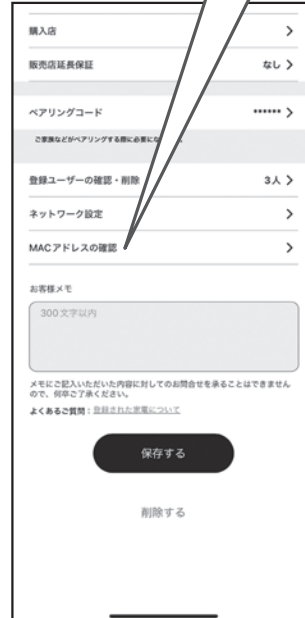 購入店
販売店延長保証 なし
ペアリングコード ******
ご家族などがペアリングする際に必要にな
登録ユーザーの確認・削除 3人
ネットワーク設定
MACアドレスの確認
お客様メモ
300文字以内
メモにご記入いただいた内容に対してのお問合せを承ることはできません
ので、何卒ご了承ください。
よくあるご質問：登録された家電について
保存する
削除する